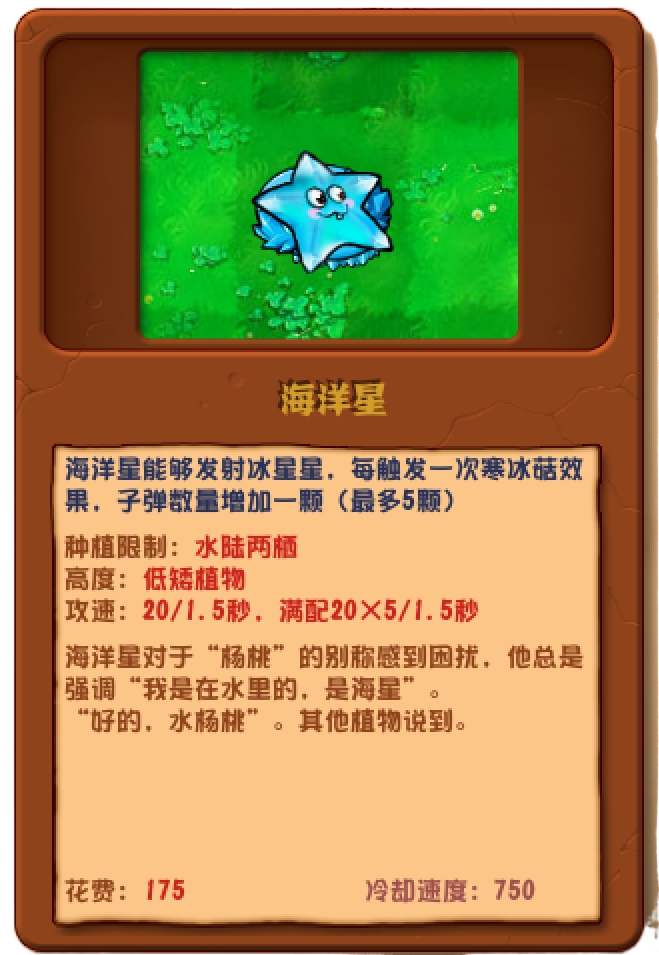 海洋星
海洋星能够发射冰星星，每触发一次寒冰菇效
果，子弹数量增加一颗（最多5颗）
种植限制：水陆两栖
高度：低矮植物
攻速：20/1.5秒，满配20×5/1.5秒
海洋星对于“杨桃”的别称感到困扰，他总是
强调“我是在水里的，是海星”。
“好的，水杨桃”。其他植物说到。
花费：175 冷却速度：750